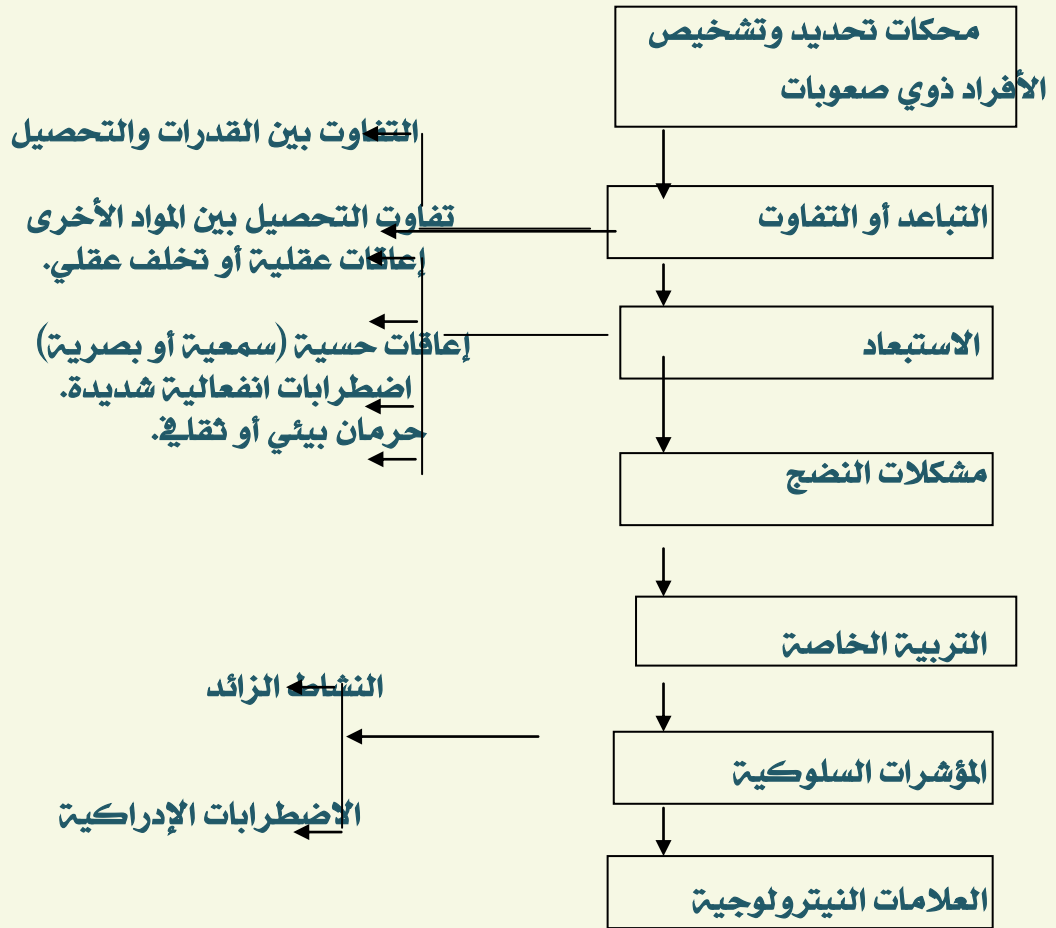 محكات تحديد وتشخيص
الأفراد ذوي صعوبات
التفاوت بين القدرات والتحصيل
التباعد أو التفاوت
تفاوت التحصيل بين المواد الأخرى
إعاقات عقلية أو تخلف عقلي.
الاستبعاد
إعاقات حسية (سمعية أو بصرية)
اضطرابات انفعالية شديدة.
حرمان بيئي أو ثقافي.
مشكلات النضج
التربية الخاصة
النشاط الزائد
المؤشرات السلوكية
الاضطرابات الإدراكية
العلامات النيترولوجية